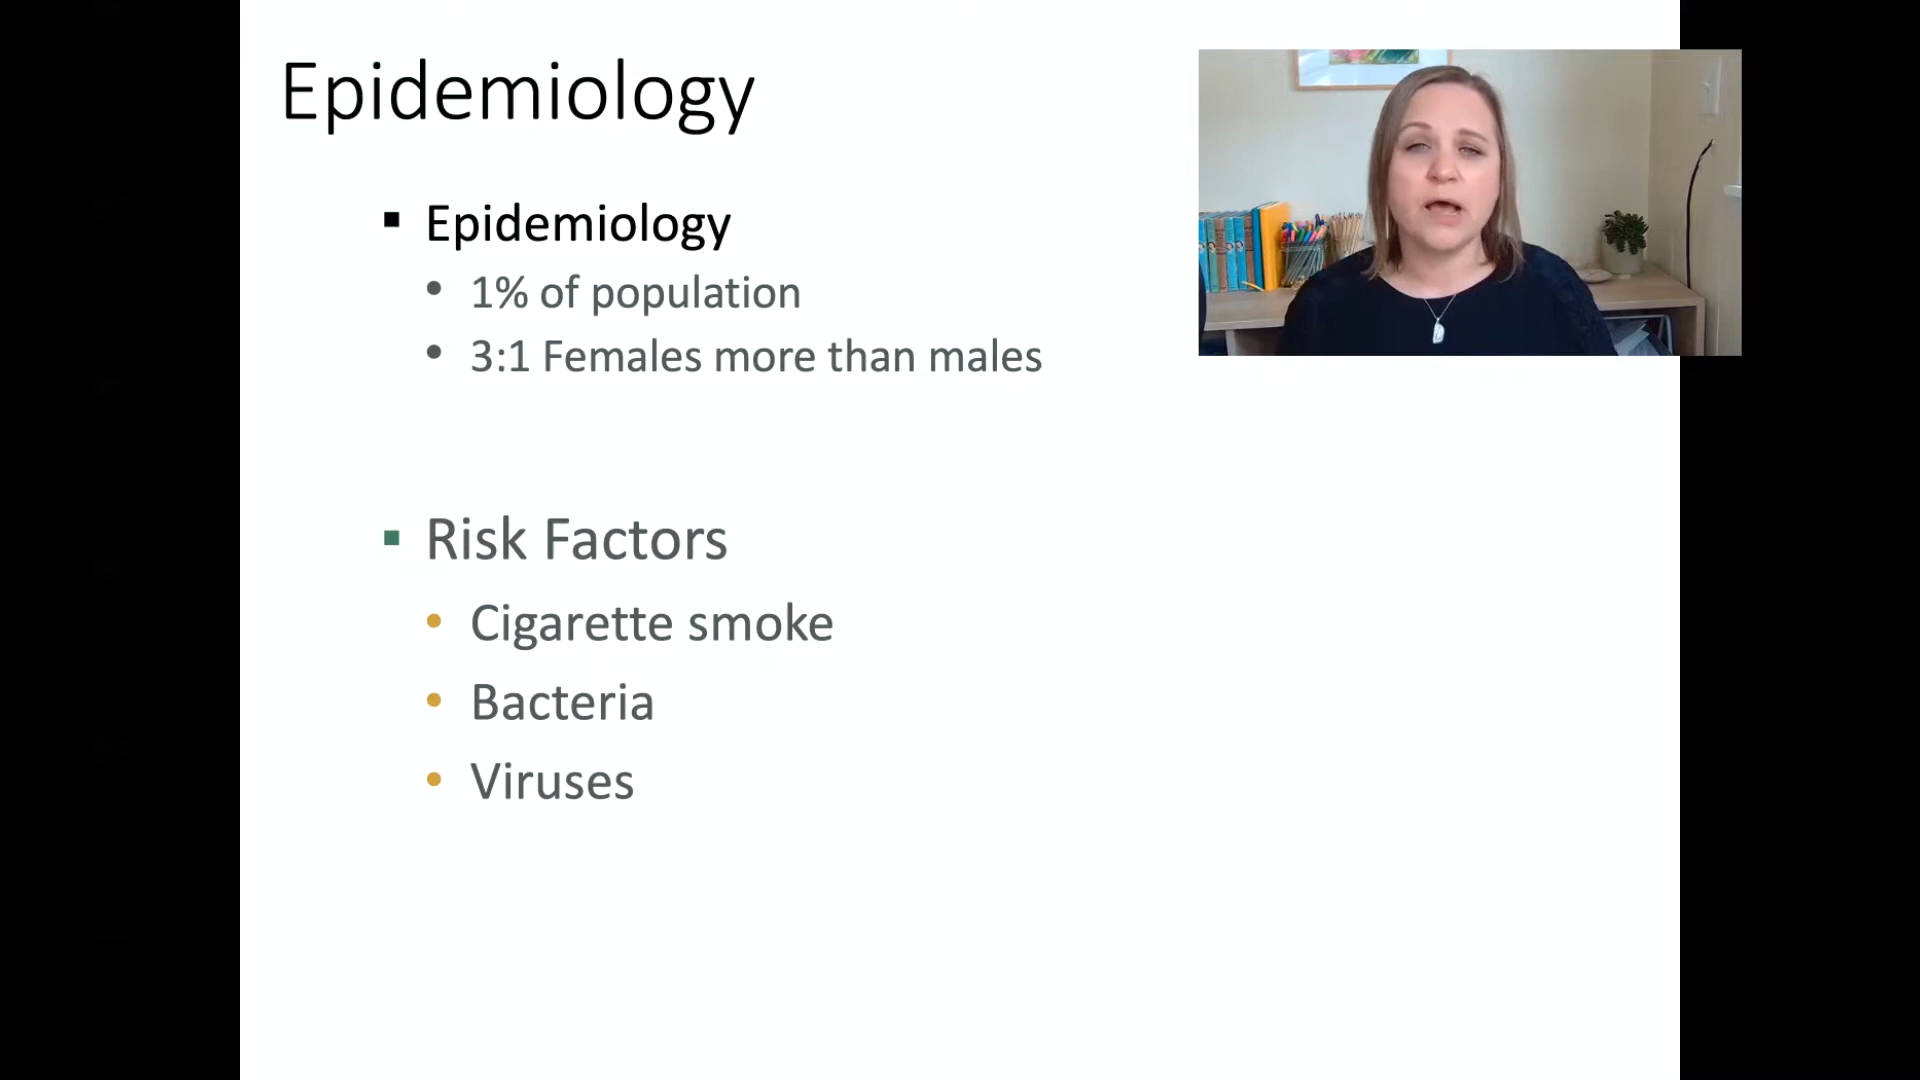 Epidemiology
▪ Epidemiology
• 1% of population
• 3:1 Females more than males
▪ Risk Factors
• Cigarette smoke
• Bacteria
• Viruses